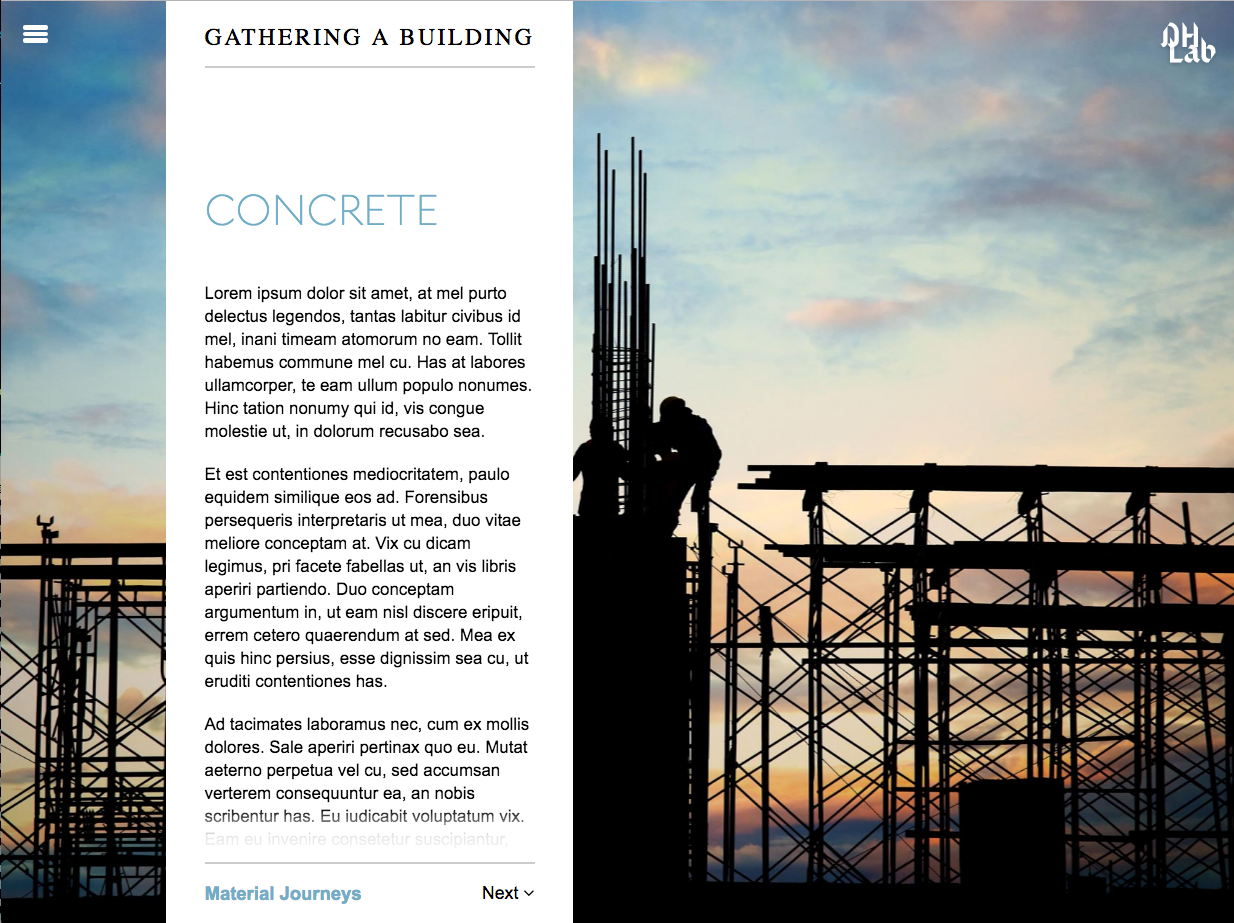 GATHERING A BUILDING
DH
Lab
CONCRETE
Lorem ipsum dolor sit amet, at mel purto
delectus legendos, tantas labitur civibus id
mel, inani timeam atomorum no eam. Tollit
habemus commune mel cu. Has at labores
ullamcorper, te eam ullum populo nonumes.
Hinc tation nonumy qui id, vis congue
molestie ut, in dolorum recusabo sea.
Et est contentiones mediocritatem, paulo
equidem similique eos ad. Forensibus
persequeris interpretaris ut mea, duo vitae
meliore conceptam at. Vix cu dicam
legimus, pri facete fabellas ut, an vis libris
aperiri partiendo. Duo conceptam
argumentum in, ut eam nisl discere eripuit,
errem cetero quaerendum at sed. Mea ex
quis hinc persius, esse dignissim sea cu, ut
eruditi contentiones has.
Ad tacimates laboramus nec, cum ex mollis
dolores. Sale aperiri pertinax quo eu. Mutat
aeterno perpetua vel cu, sed accumsan
verterem consequuntur ea, an nobis
scribentur has. Eu iudicabit voluptatum vix.
Eam eu invenire consetetur suscipiantur,
Material Journeys
Next